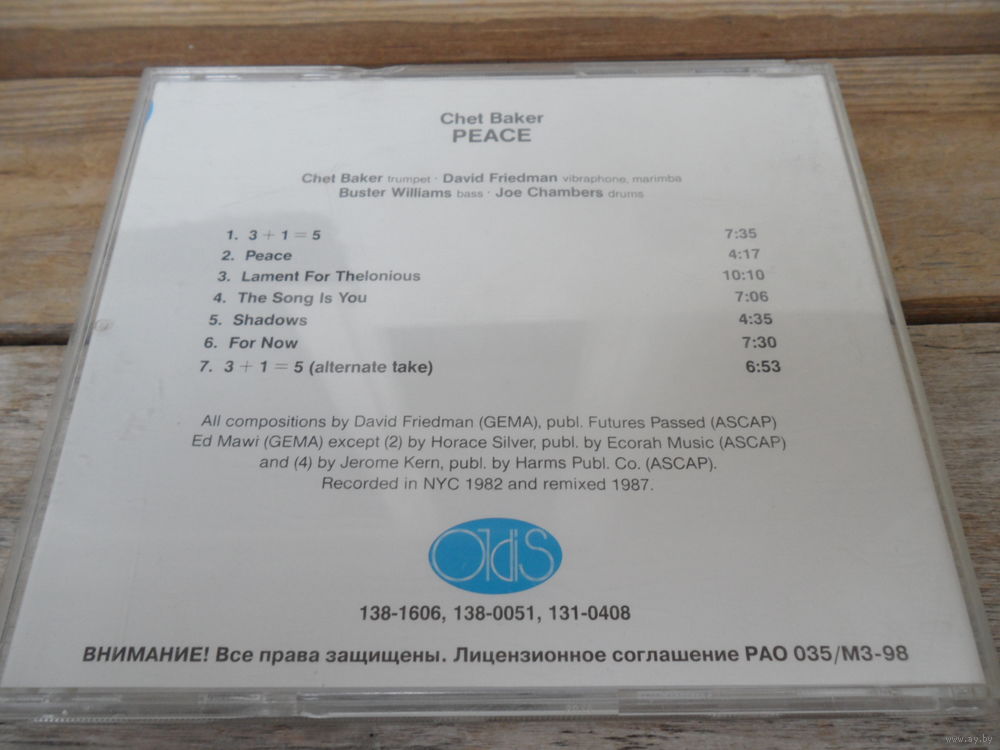 Chet Baker
PEACE
Chet Baker trumpet · David Friedman vibraphone, marimba
Buster Williams bass · Joe Chambers drums
1. 3 + 1 = 5 7:35
2. Peace 4:17
3. Lament For Thelonious 10:10
4. The Song Is You 7:06
5. Shadows 4:35
6. For Now 7:30
7. 3 + 1 = 5 (alternate take) 6:53
All compositions by David Friedman (GEMA), publ. Futures Passed (ASCAP)
Ed Mawi (GEMA) except (2) by Horace Silver, publ. by Ecorah Music (ASCAP)
and (4) by Jerome Kern, publ. by Harms Publ. Co. (ASCAP).
Recorded in NYC 1982 and remixed 1987.
138-1606, 138-0051, 131-0408
ВНИМАНИЕ! Все права защищены. Лицензионное соглашение РАО 035/МЗ-98
www.ay.by